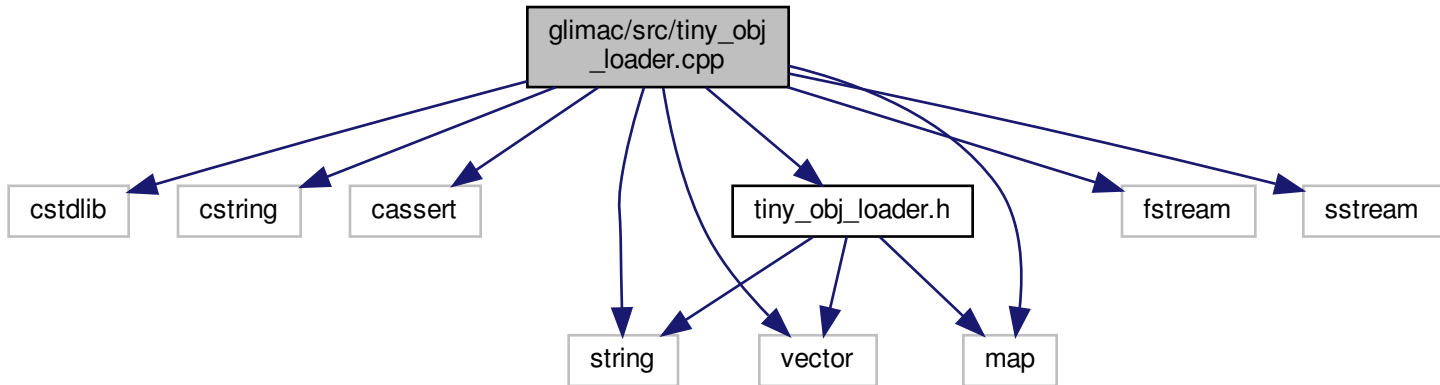 glimac/src/tiny_obj
_loader.cpp
cstdlib
cstring
cassert
tiny_obj_loader.h
fstream
sstream
string
vector
map